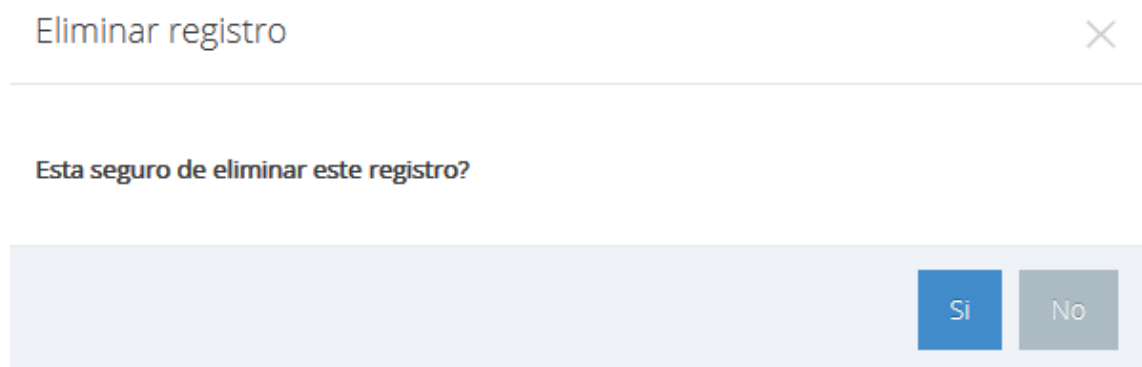 Eliminar registro
Esta seguro de eliminar este registro?
Si No